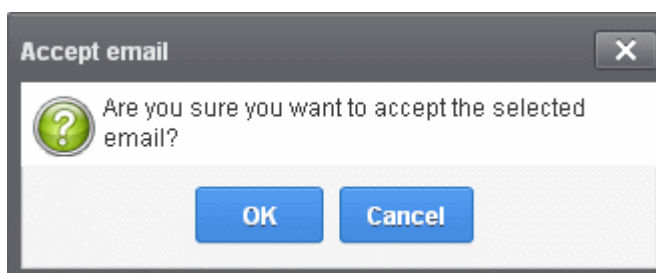 Accept email
Are you sure you want to accept the selected
email?
OK
Cancel